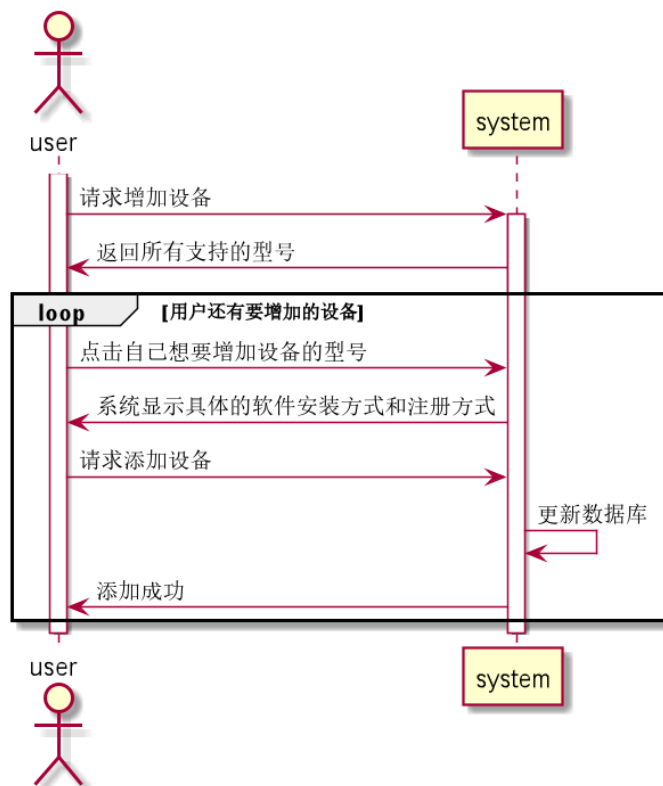 user
system
请求增加设备
返回所有支持的型号
loop [用户还有要增加的设备]
点击自己想要增加设备的型号
系统显示具体的软件安装方式和注册方式
请求添加设备
更新数据库
添加成功
user
system